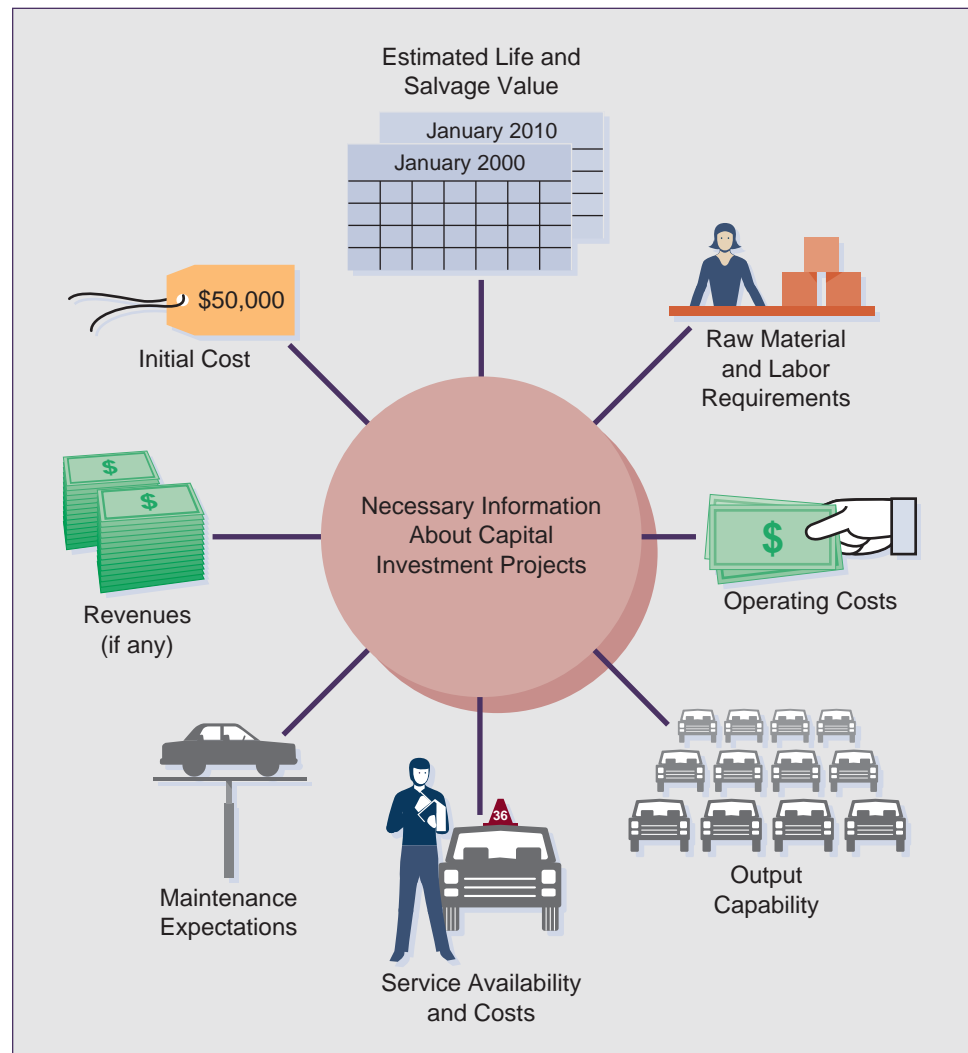 Estimated Life and
Salvage Value
January 2010
January 2000
$50,000
Initial Cost
Raw Material
and Labor
Requirements
Necessary Information
About Capital
Investment Projects
$
$
Revenues
(if any)
$
Operating Costs
Maintenance
Expectations
36
Service Availability
and Costs
Output
Capability